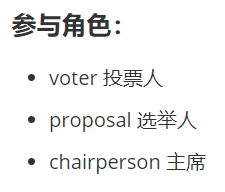 参与角色：
• voter 投票人
• proposal 选举人
• chairperson 主席